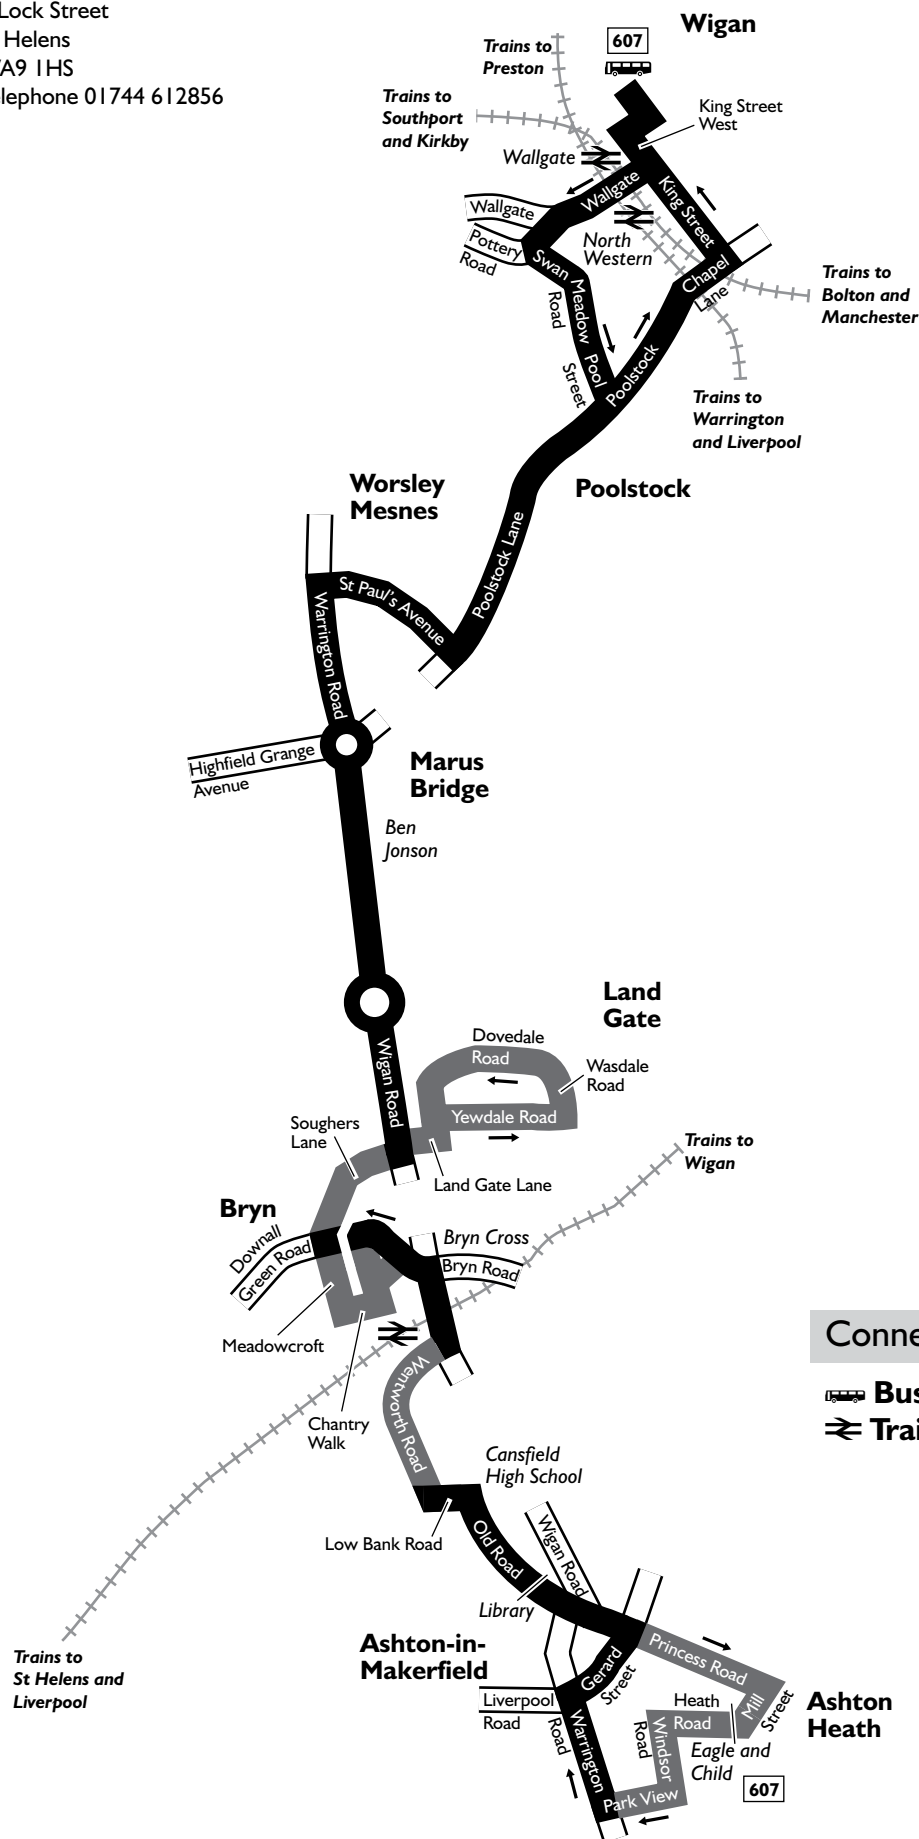 Lock Street
Helens
A9 1HS
lephone 01744 612856
Wigan
607
Trains to
Preston
Trains to
Southport
and Kirkby
King Street
West
Wallgate
Wallgate
King Street
Wallgate
Pottery
Road
North
Western
Swan
Meadow
Road
Chapel
Lane
Trains to
Bolton and
Manchester
Pool
Street
Poolstock
Trains to
Warrington
and Liverpool
Worsley
Mesnes
Poolstock
Poolstock Lane
St Paul's Avenue
Warrington Road
Highfield Grange
Avenue
Marus
Bridge
Ben
Jonson
Land
Gate
Dovedale
Road
Wasdale
Road
Wigan Road
Yewdale Road
Soughers
Lane
Trains to
Wigan
Land Gate Lane
Bryn
Downall
Green Road
Bryn Cross
Bryn Road
Meadowcroft
Conne
Bus
Trai
Wentworth Road
Chantry
Walk
Cansfield
High School
Low Bank Road
Old Road
Wigan Road
Library
Trains to
St Helens and
Liverpool
Ashton-in-
Makerfield
Gerard
Street
Princess Road
Mill
Street
Ashton
Heath
Liverpool
Road
Warrington
Road
Heath
Road
Windsor
Road
Eagle and
Child
607
Park View